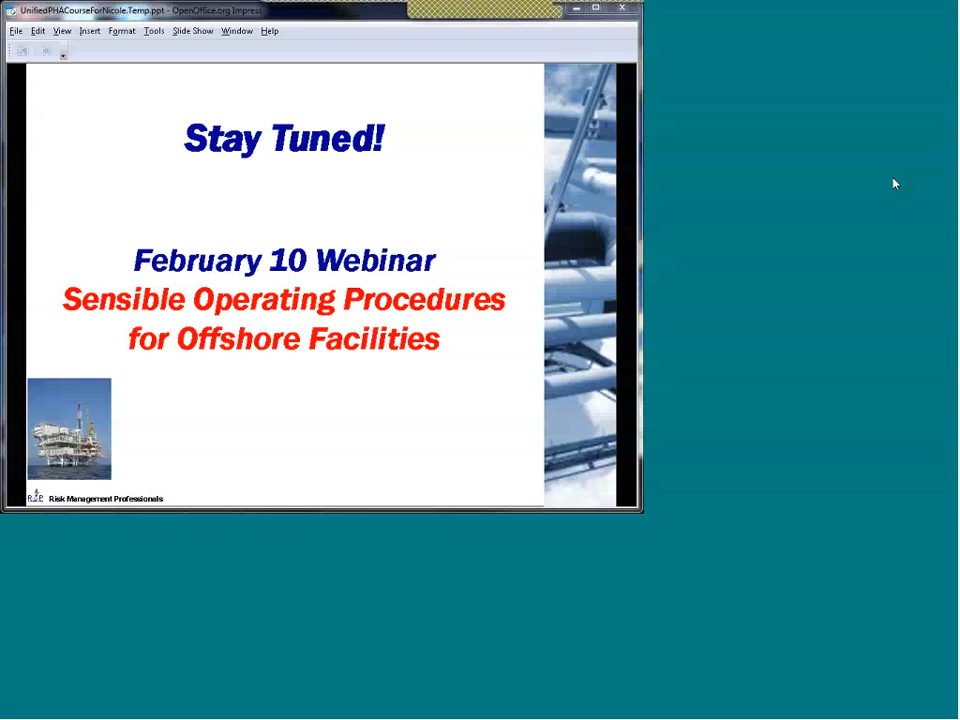 UnifiedPHACourseForNicole.Temp.ppt - OpenOffice.org Impress
File Edit View Insert Format Tools Slide Show Window Help
Stay Tuned!
February 10 Webinar
Sensible Operating Procedures
for Offshore Facilities
Risk Management Professionals